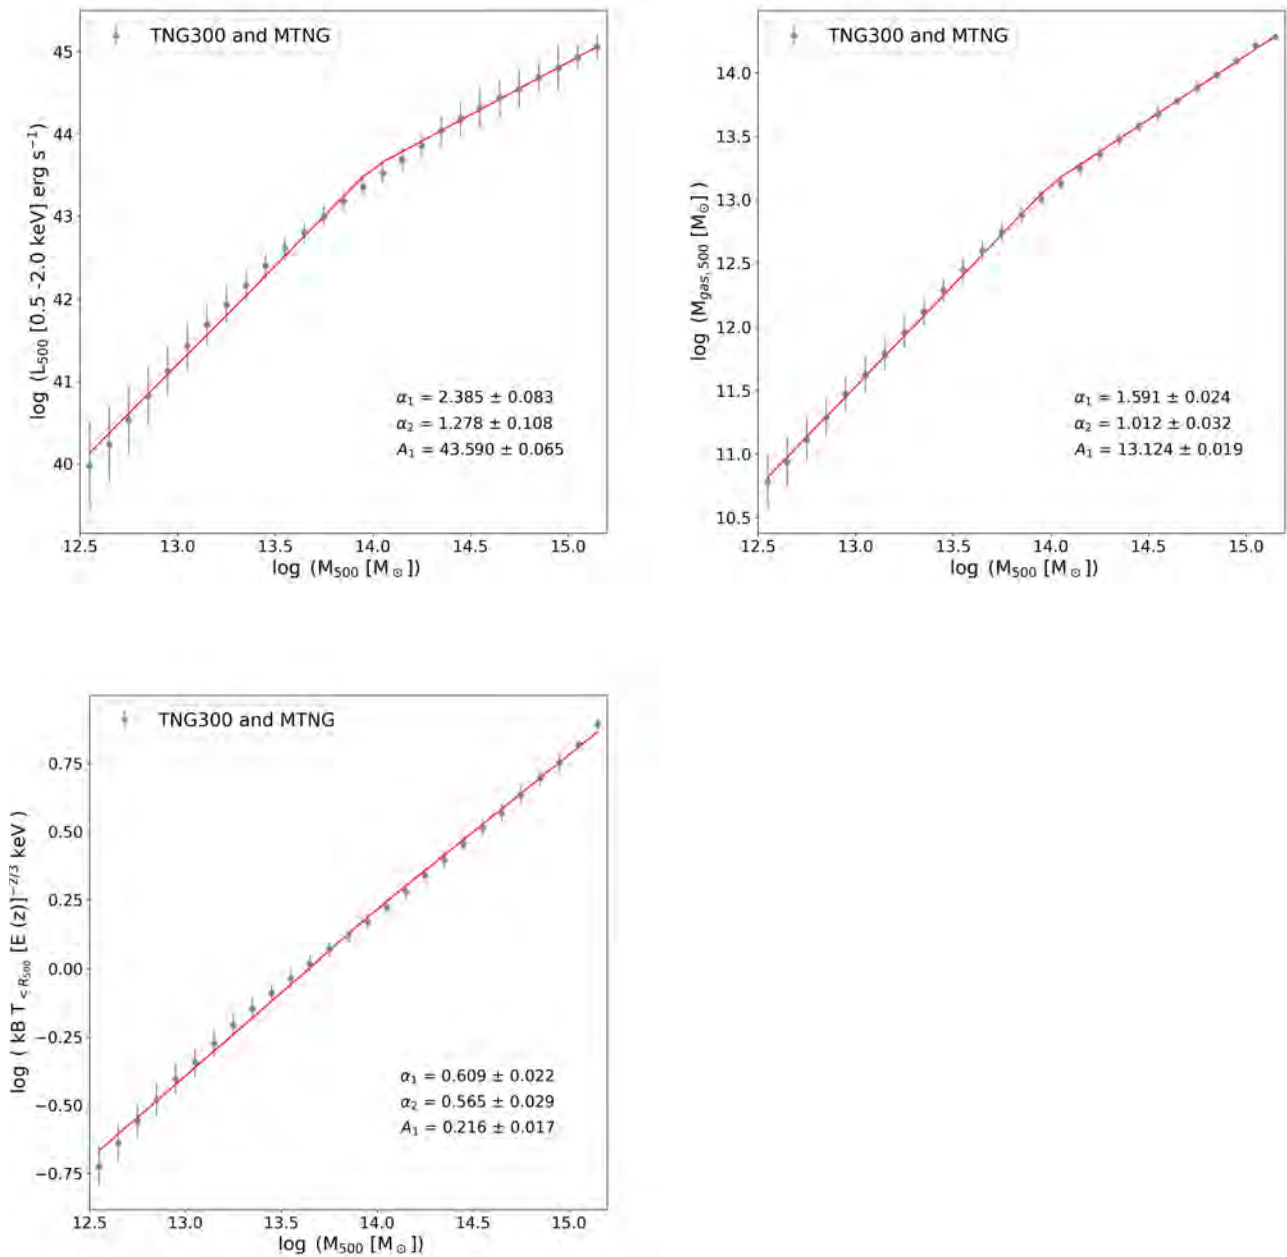 TNG300 and MTNG
45
44
43
42
41
40
log (L₅₀₀ [0.5 -2.0 keV] erg s⁻¹)
α₁ = 2.385 ± 0.083
α₂ = 1.278 ± 0.108
A₁ = 43.590 ± 0.065
12.5 13.0 13.5 14.0 14.5 15.0
log (M₅₀₀ [M☉])
TNG300 and MTNG
14.0
13.5
13.0
12.5
12.0
11.5
11.0
10.5
log (M_gas,500 [M☉])
α₁ = 1.591 ± 0.024
α₂ = 1.012 ± 0.032
A₁ = 13.124 ± 0.019
12.5 13.0 13.5 14.0 14.5 15.0
log (M₅₀₀ [M☉])
TNG300 and MTNG
0.75
0.50
0.25
0.00
−0.25
−0.50
−0.75
log ( kB T_<R₅₀₀ [E (z)]⁻²/³ keV )
α₁ = 0.609 ± 0.022
α₂ = 0.565 ± 0.029
A₁ = 0.216 ± 0.017
12.5 13.0 13.5 14.0 14.5 15.0
log (M₅₀₀ [M☉])